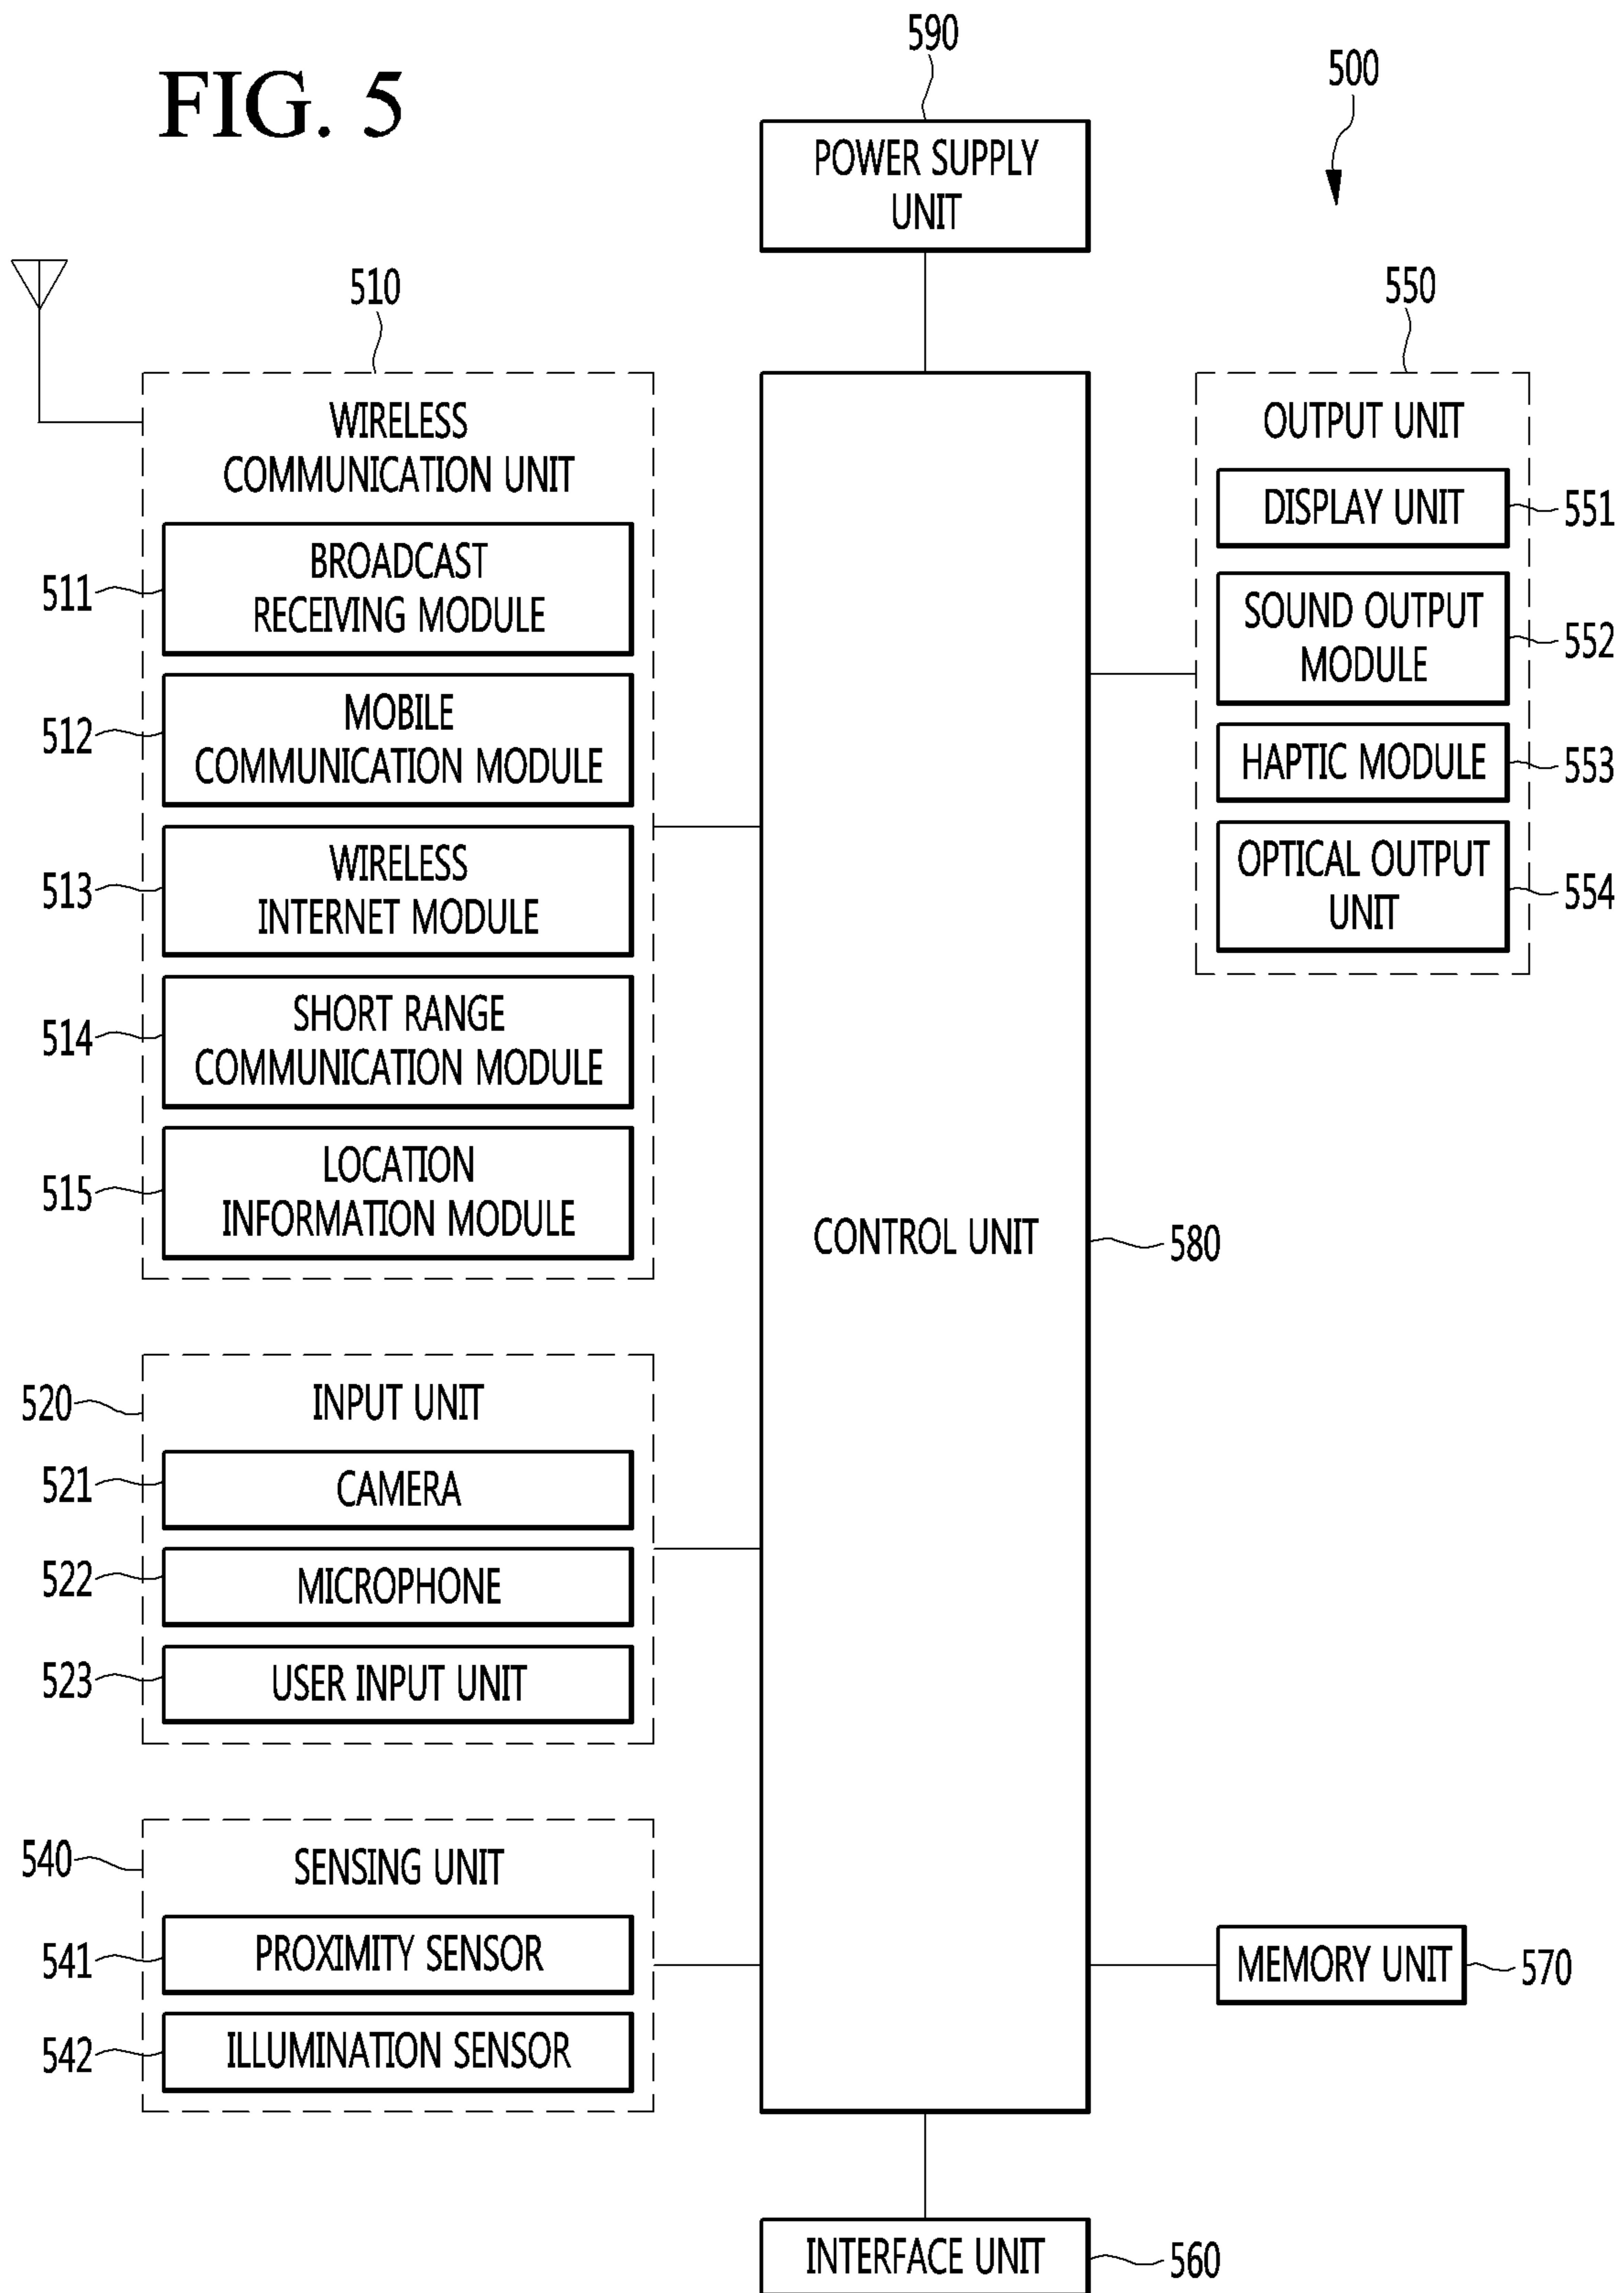 FIG. 5
590
500
POWER SUPPLY
UNIT
510
WIRELESS
COMMUNICATION UNIT
511
BROADCAST
RECEIVING MODULE
512
MOBILE
COMMUNICATION MODULE
513
WIRELESS
INTERNET MODULE
514
SHORT RANGE
COMMUNICATION MODULE
515
LOCATION
INFORMATION MODULE
520
INPUT UNIT
521
CAMERA
522
MICROPHONE
523
USER INPUT UNIT
540
SENSING UNIT
541
PROXIMITY SENSOR
542
ILLUMINATION SENSOR
CONTROL UNIT
580
550
OUTPUT UNIT
DISPLAY UNIT
551
SOUND OUTPUT
MODULE
552
HAPTIC MODULE
553
OPTICAL OUTPUT
UNIT
554
MEMORY UNIT
570
INTERFACE UNIT
560